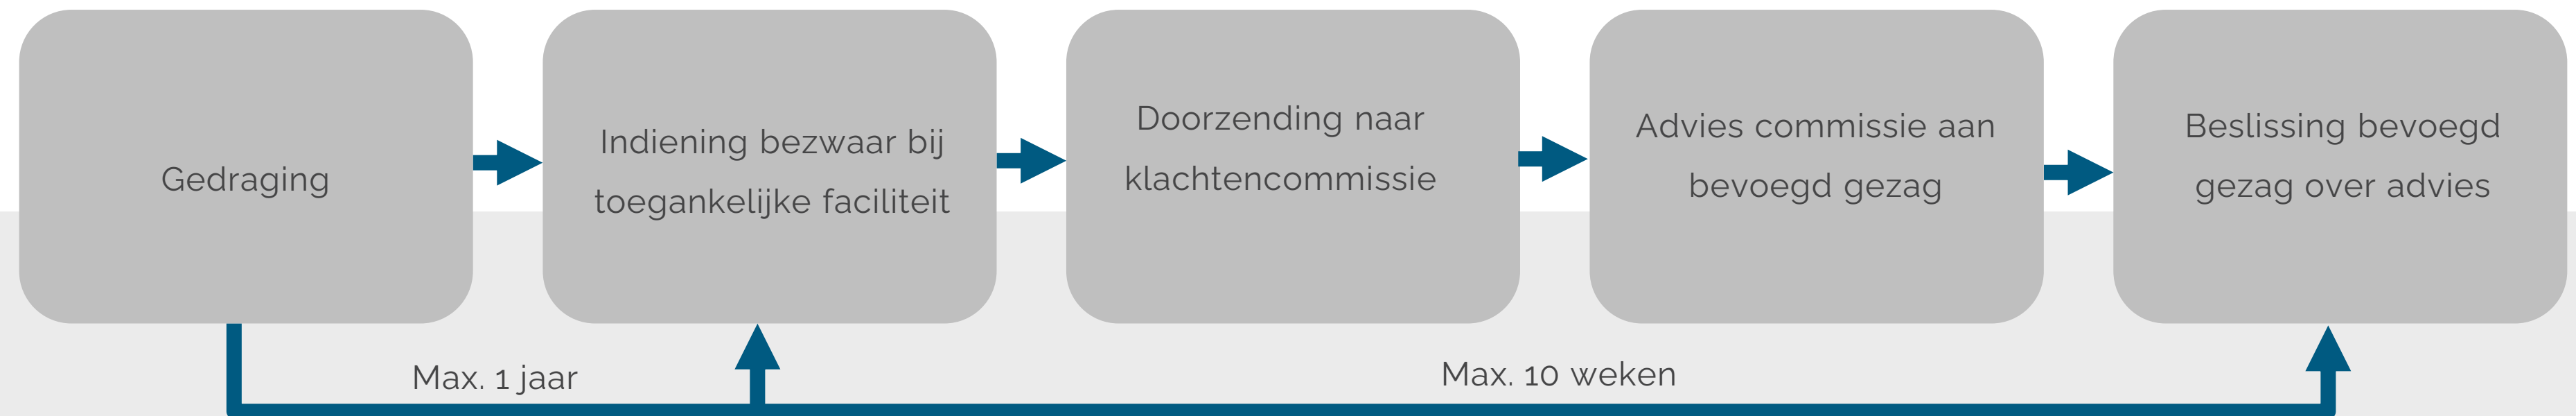 Gedraging
Indiening bezwaar bij
toegankelijke faciliteit
Doorzending naar
klachtencommissie
Advies commissie aan
bevoegd gezag
Beslissing bevoegd
gezag over advies
Max. 1 jaar
Max. 10 weken